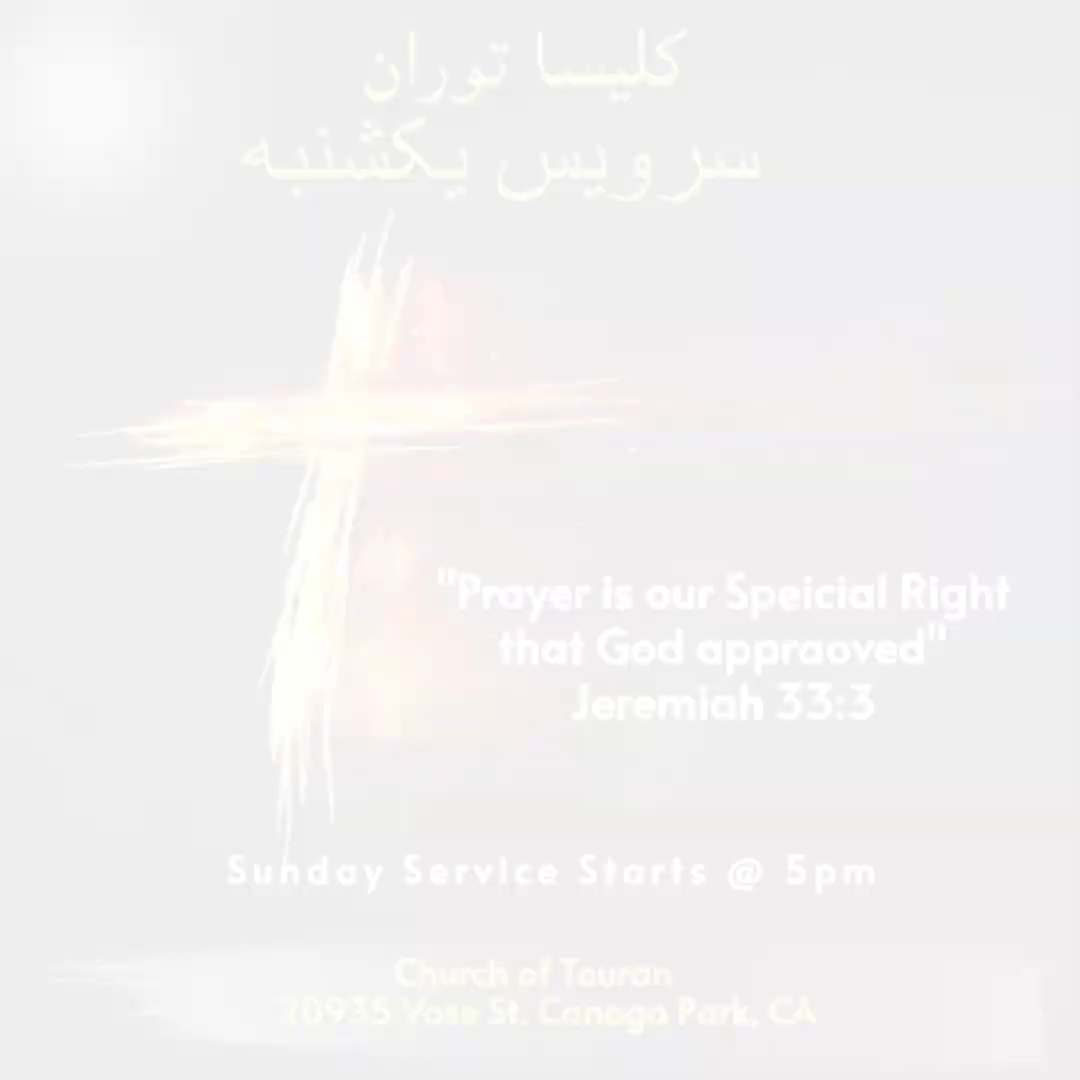 کلیسا توران
سرویس یکشنبه
"Prayer is our Speicial Right
that God appraoved"
Jeremiah 33:3
Sunday Service Starts @ 5pm
Church of Touran
20935 Vose St. Canoga Park, CA